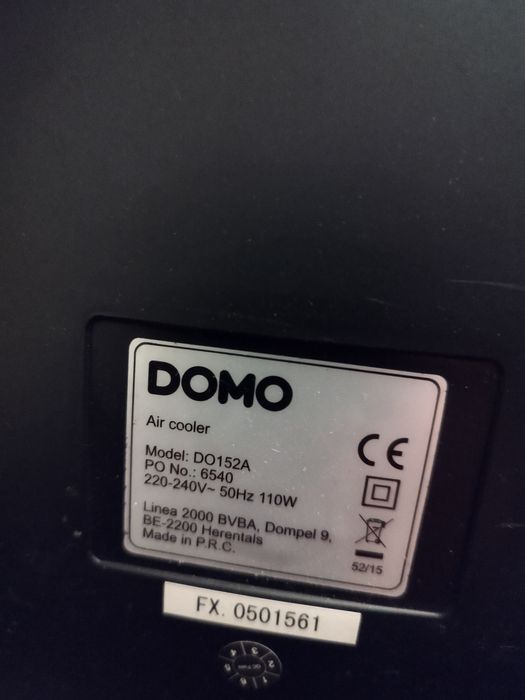 DOMO
Air cooler
Model: DO152A
PO No.: 6540
220-240V~ 50Hz 110W
Linea 2000 BVBA, Dompel 9,
BE-2200 Herentals
Made in P.R.C.
CE
52/15
FX. 0501561